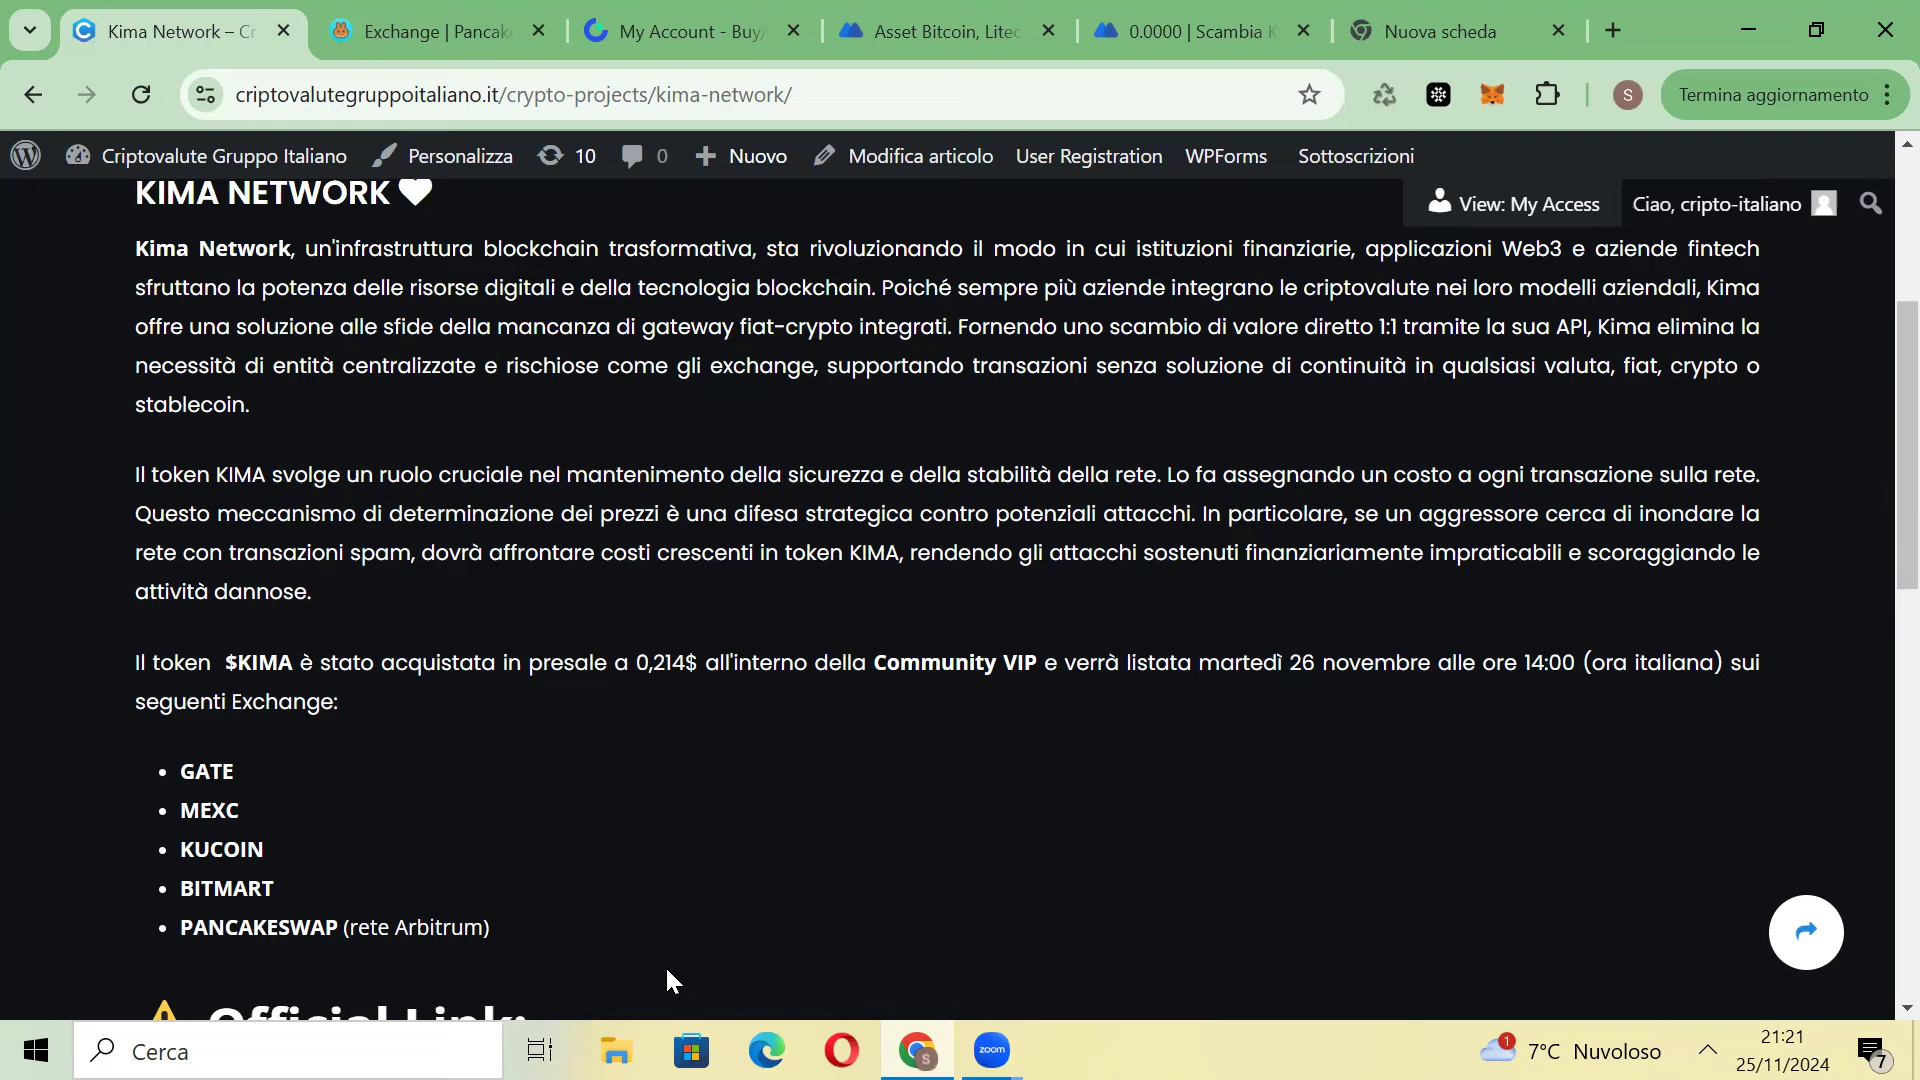 Kima Network – Cr
Exchange | Pancak
My Account - Buy/
Asset Bitcoin, Litec
0.0000 | Scambia K
Nuova scheda
criptovalutegruppoitaliano.it/crypto-projects/kima-network/
S
Termina aggiornamento
Criptovalute Gruppo Italiano
Personalizza
10
0
Nuovo
Modifica articolo
User Registration
WPForms
Sottoscrizioni
View: My Access
Ciao, cripto-italiano
KIMA NETWORK
Kima Network, un'infrastruttura blockchain trasformativa, sta rivoluzionando il modo in cui istituzioni finanziarie, applicazioni Web3 e aziende fintech
sfruttano la potenza delle risorse digitali e della tecnologia blockchain. Poiché sempre più aziende integrano le criptovalute nei loro modelli aziendali, Kima
offre una soluzione alle sfide della mancanza di gateway fiat-crypto integrati. Fornendo uno scambio di valore diretto 1:1 tramite la sua API, Kima elimina la
necessità di entità centralizzate e rischiose come gli exchange, supportando transazioni senza soluzione di continuità in qualsiasi valuta, fiat, crypto o
stablecoin.
Il token KIMA svolge un ruolo cruciale nel mantenimento della sicurezza e della stabilità della rete. Lo fa assegnando un costo a ogni transazione sulla rete.
Questo meccanismo di determinazione dei prezzi è una difesa strategica contro potenziali attacchi. In particolare, se un aggressore cerca di inondare la
rete con transazioni spam, dovrà affrontare costi crescenti in token KIMA, rendendo gli attacchi sostenuti finanziariamente impraticabili e scoraggiando le
attività dannose.
Il token $KIMA è stato acquistata in presale a 0,214$ all'interno della Community VIP e verrà listata martedì 26 novembre alle ore 14:00 (ora italiana) sui
seguenti Exchange:
• GATE
• MEXC
• KUCOIN
• BITMART
• PANCAKESWAP (rete Arbitrum)
Official Link:
Cerca
S
zoom
1
7°C Nuvoloso
21:21
25/11/2024
7